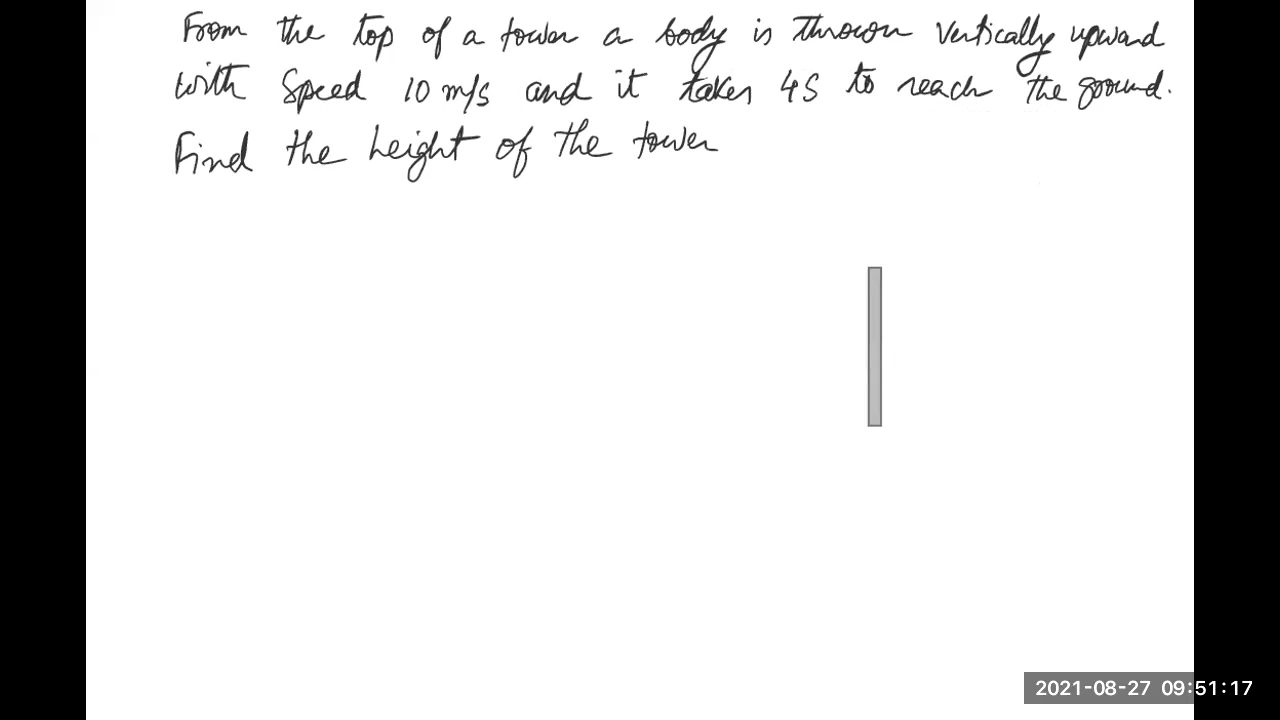 From the top of a tower a body is thrown vertically upward
with speed 10 m/s and it takes 4S to reach the ground.
Find the height of the tower
2021-08-27 09:51:17